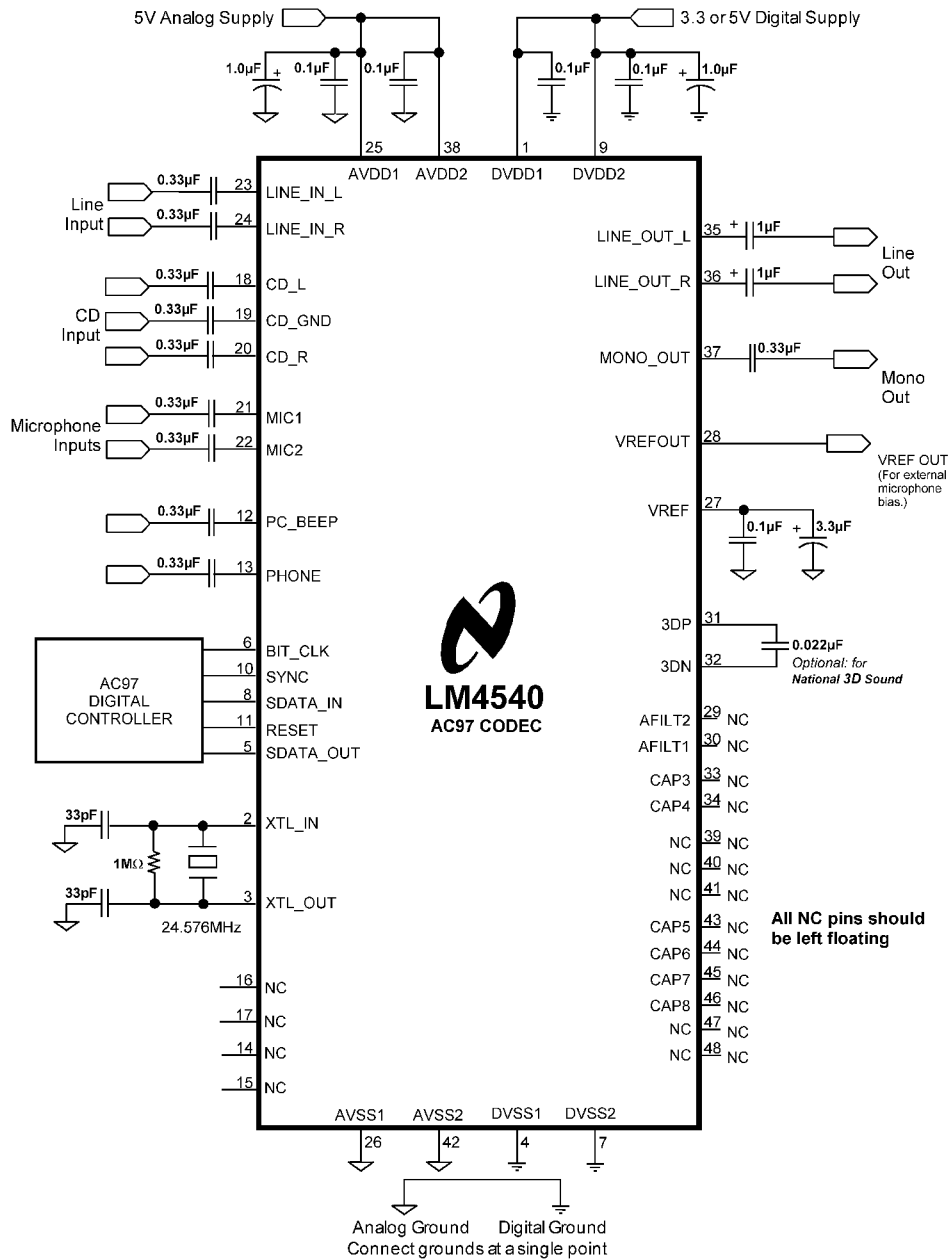 5V Analog Supply
3.3 or 5V Digital Supply
1.0µF + 0.1µF 0.1µF
0.1µF 0.1µF + 1.0µF
25 38 1 9
AVDD1 AVDD2 DVDD1 DVDD2
Line
Input
0.33µF 23 LINE_IN_L
0.33µF 24 LINE_IN_R
CD
Input
0.33µF 18 CD_L
0.33µF 19 CD_GND
0.33µF 20 CD_R
Microphone
Inputs
0.33µF 21 MIC1
0.33µF 22 MIC2
0.33µF 12 PC_BEEP
0.33µF 13 PHONE
AC97
DIGITAL
CONTROLLER
6 BIT_CLK
10 SYNC
8 SDATA_IN
11 RESET
5 SDATA_OUT
33pF 2 XTL_IN
1MΩ
33pF 3 XTL_OUT
24.576MHz
16 NC
17 NC
14 NC
15 NC
LM4540
AC97 CODEC
LINE_OUT_L 35 + 1µF
LINE_OUT_R 36 + 1µF
Line
Out
MONO_OUT 37 0.33µF
Mono
Out
VREFOUT 28
VREF OUT
(For external
microphone
bias.)
VREF 27
0.1µF + 3.3µF
3DP 31
3DN 32
0.022µF
Optional: for
National 3D Sound
AFILT2 29 NC
AFILT1 30 NC
CAP3 33 NC
CAP4 34 NC
NC 39 NC
NC 40 NC
NC 41 NC
CAP5 43 NC
CAP6 44 NC
CAP7 45 NC
CAP8 46 NC
NC 47 NC
NC 48 NC
All NC pins should
be left floating
AVSS1 AVSS2 DVSS1 DVSS2
26 42 4 7
Analog Ground Digital Ground
Connect grounds at a single point